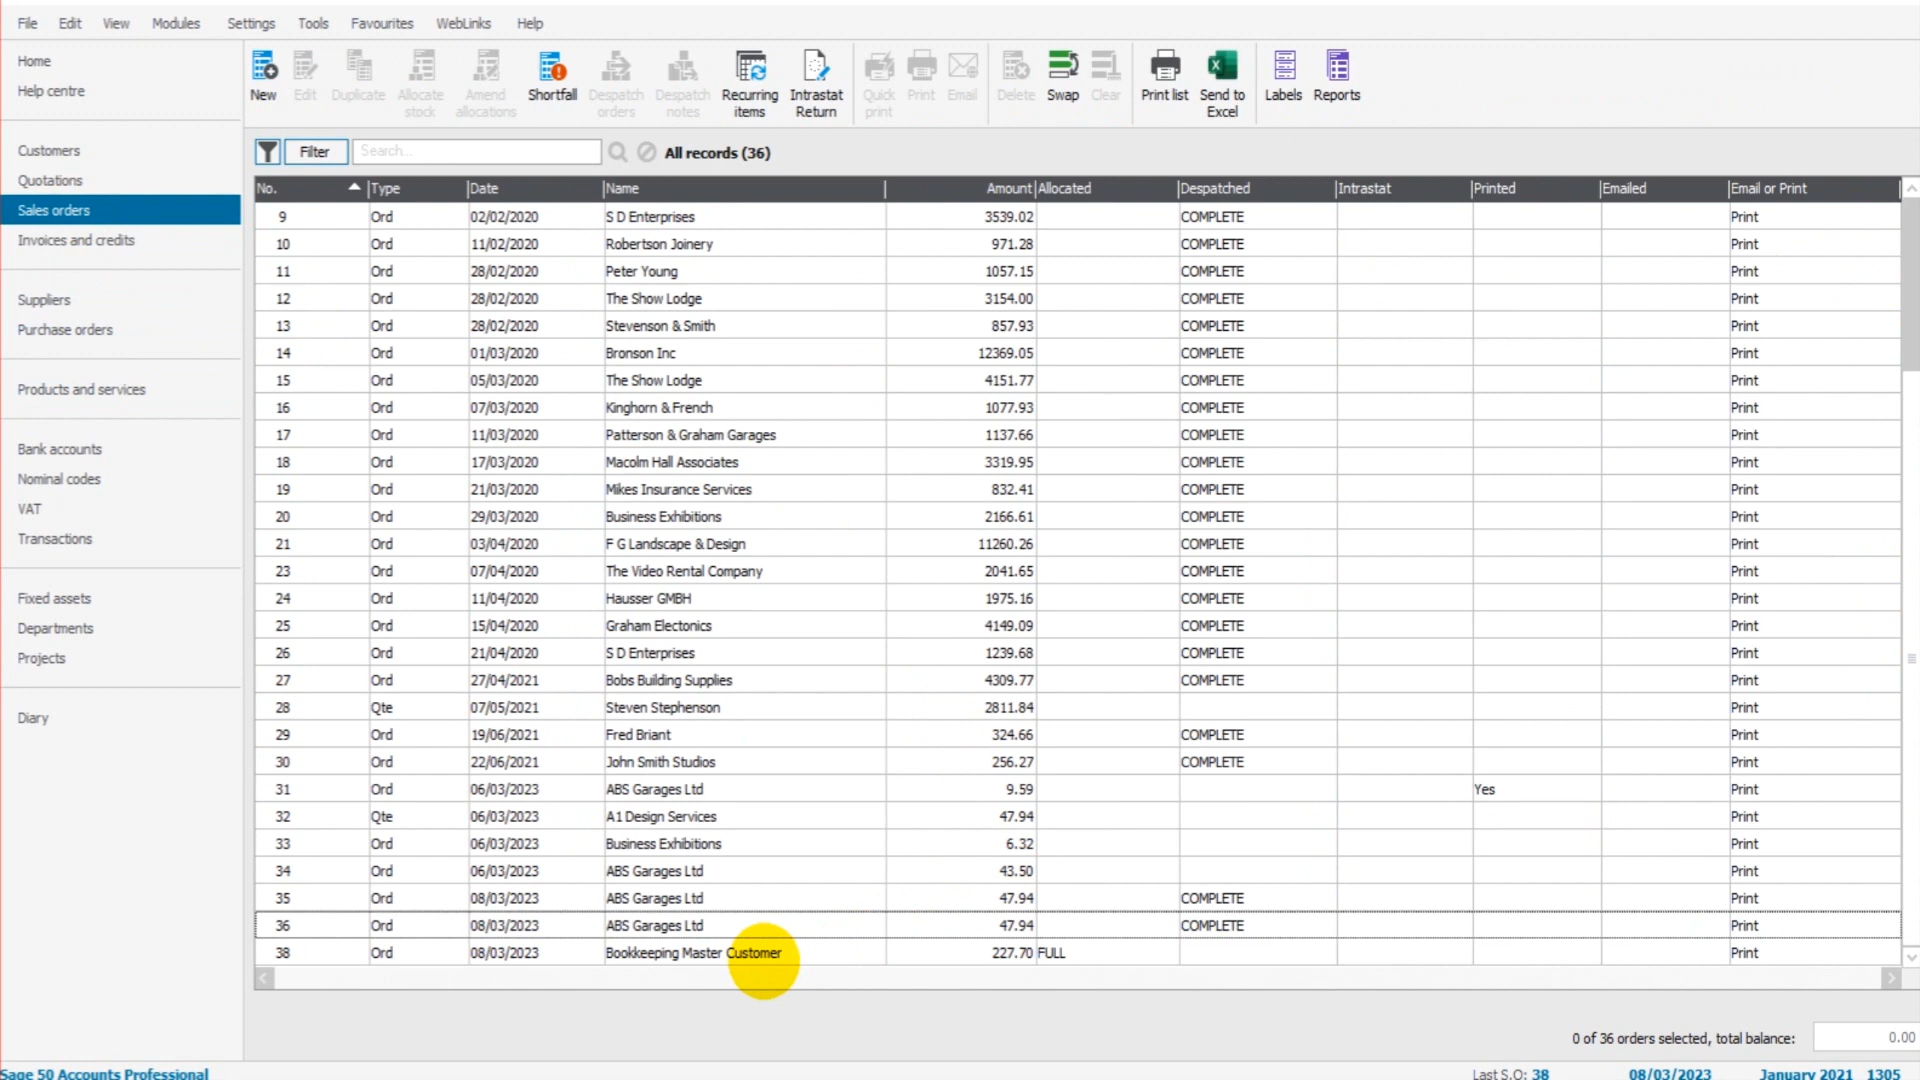 File Edit View Modules Settings Tools Favourites WebLinks Help
Home
Help centre
Customers
Quotations
Sales orders
Invoices and credits
Suppliers
Purchase orders
Products and services
Bank accounts
Nominal codes
VAT
Transactions
Fixed assets
Departments
Projects
Diary
New Edit Duplicate Allocate stock Amend allocations Shortfall Despatch orders Despatch notes Recurring items Intrastat Return Quick print Print Email Delete Swap Clear Print list Send to Excel Labels Reports
Filter Search... All records (36)
No. Type Date Name Amount Allocated Despatched Intrastat Printed Emailed Email or Print
9 Ord 02/02/2020 S D Enterprises 3539.02 COMPLETE Print
10 Ord 11/02/2020 Robertson Joinery 971.28 COMPLETE Print
11 Ord 28/02/2020 Peter Young 1057.15 COMPLETE Print
12 Ord 28/02/2020 The Show Lodge 3154.00 COMPLETE Print
13 Ord 28/02/2020 Stevenson & Smith 857.93 COMPLETE Print
14 Ord 01/03/2020 Bronson Inc 12369.05 COMPLETE Print
15 Ord 05/03/2020 The Show Lodge 4151.77 COMPLETE Print
16 Ord 07/03/2020 Kinghorn & French 1077.93 COMPLETE Print
17 Ord 11/03/2020 Patterson & Graham Garages 1137.66 COMPLETE Print
18 Ord 17/03/2020 Macolm Hall Associates 3319.95 COMPLETE Print
19 Ord 21/03/2020 Mikes Insurance Services 832.41 COMPLETE Print
20 Ord 29/03/2020 Business Exhibitions 2166.61 COMPLETE Print
21 Ord 03/04/2020 F G Landscape & Design 11260.26 COMPLETE Print
23 Ord 07/04/2020 The Video Rental Company 2041.65 COMPLETE Print
24 Ord 11/04/2020 Hausser GMBH 1975.16 COMPLETE Print
25 Ord 15/04/2020 Graham Electonics 4149.09 COMPLETE Print
26 Ord 21/04/2020 S D Enterprises 1239.68 COMPLETE Print
27 Ord 27/04/2021 Bobs Building Supplies 4309.77 COMPLETE Print
28 Qte 07/05/2021 Steven Stephenson 2811.84 Print
29 Ord 19/06/2021 Fred Briant 324.66 COMPLETE Print
30 Ord 22/06/2021 John Smith Studios 256.27 COMPLETE Print
31 Ord 06/03/2023 ABS Garages Ltd 9.59 Yes Print
32 Qte 06/03/2023 A1 Design Services 47.94 Print
33 Ord 06/03/2023 Business Exhibitions 6.32 Print
34 Ord 06/03/2023 ABS Garages Ltd 43.50 Print
35 Ord 08/03/2023 ABS Garages Ltd 47.94 COMPLETE Print
36 Ord 08/03/2023 ABS Garages Ltd 47.94 COMPLETE Print
38 Ord 08/03/2023 Bookkeeping Master Customer 227.70 FULL Print
0 of 36 orders selected, total balance: 0.00
Sage 50 Accounts Professional Last S.O: 38 08/03/2023 January 2021 1305